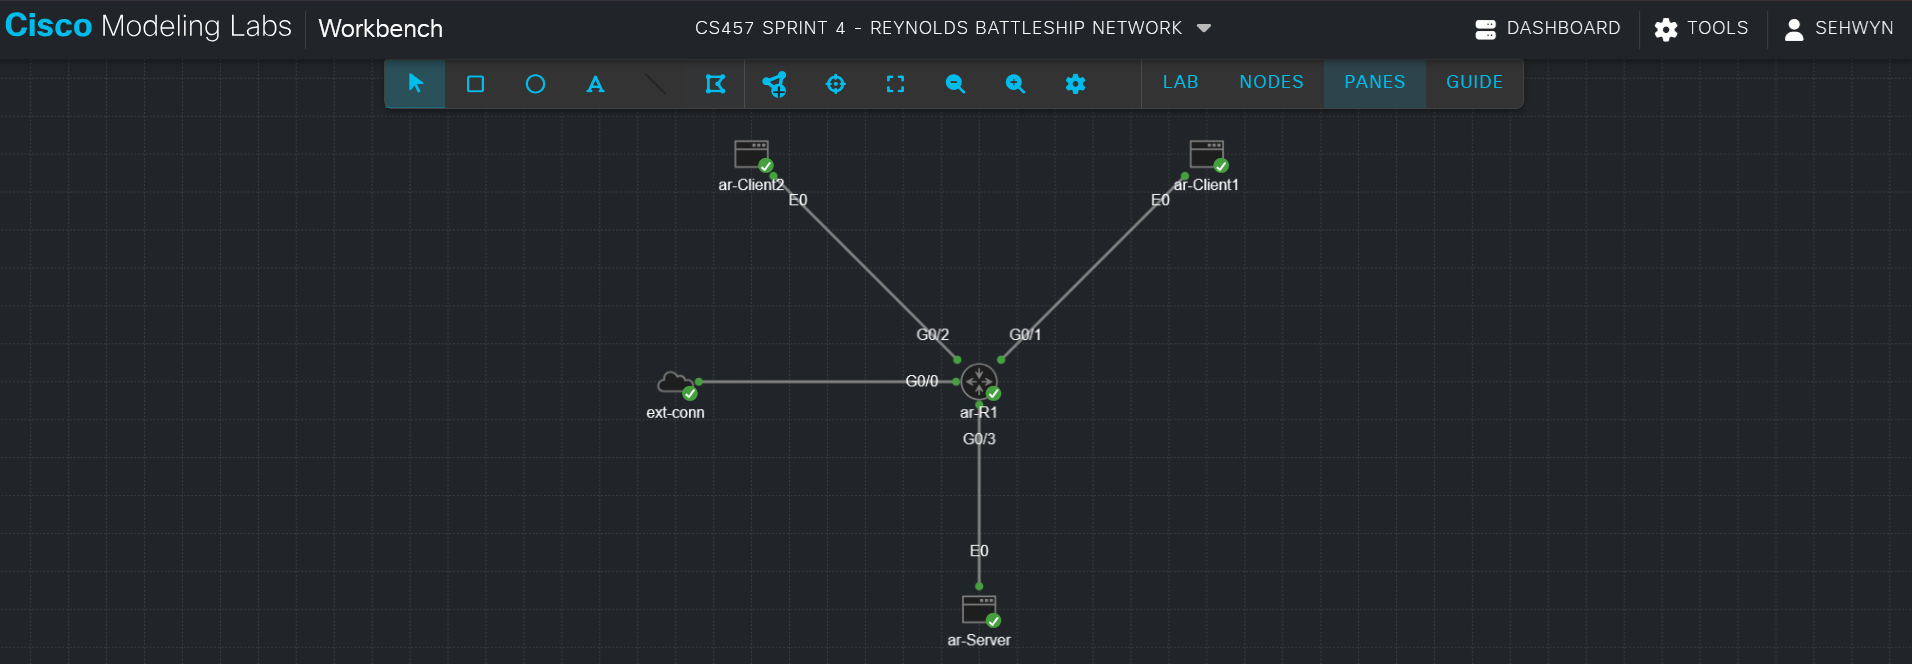 Cisco Modeling Labs Workbench CS457 SPRINT 4 - REYNOLDS BATTLESHIP NETWORK DASHBOARD TOOLS SEHWYN
A LAB NODES PANES GUIDE
ar-Client2 ar-Client1
E0 E0
G0/2 G0/1
G0/0
ext-conn ar-R1
G0/3
E0
ar-Server